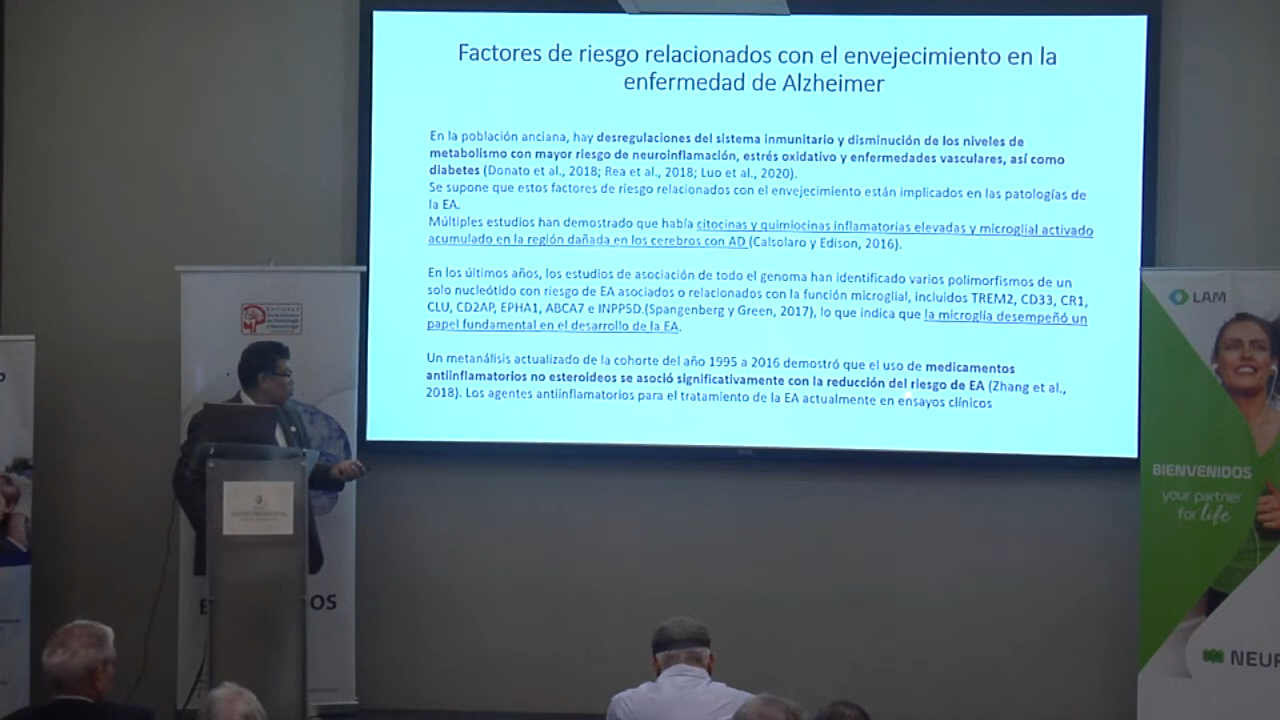 Factores de riesgo relacionados con el envejecimiento en la
enfermedad de Alzheimer
En la población anciana, hay desregulaciones del sistema inmunitario y disminución de los niveles de
metabolismo con mayor riesgo de neuroinflamación, estrés oxidativo y enfermedades vasculares, así como
diabetes (Donato et al., 2018; Rea et al., 2018; Luo et al., 2020).
Se supone que estos factores de riesgo relacionados con el envejecimiento están implicados en las patologías de
la EA.
Múltiples estudios han demostrado que había citocinas y quimiocinas inflamatorias elevadas y microglial activado
acumulado en la región dañada en los cerebros con AD (Calsolaro y Edison, 2016).
En los últimos años, los estudios de asociación de todo el genoma han identificado varios polimorfismos de un
solo nucleótido con riesgo de EA asociados o relacionados con la función microglial, incluidos TREM2, CD33, CR1,
CLU, CD2AP, EPHA1, ABCA7 e INPP5D.(Spangenberg y Green, 2017), lo que indica que la microglía desempeñó un
papel fundamental en el desarrollo de la EA.
Un metanálisis actualizado de la cohorte del año 1995 a 2016 demostró que el uso de medicamentos
antiinflamatorios no esteroideos se asoció significativamente con la reducción del riesgo de EA (Zhang et al.,
2018). Los agentes antiinflamatorios para el tratamiento de la EA actualmente en ensayos clínicos
LAM
BIENVENIDOS
your partner
for life
NEUR
OS